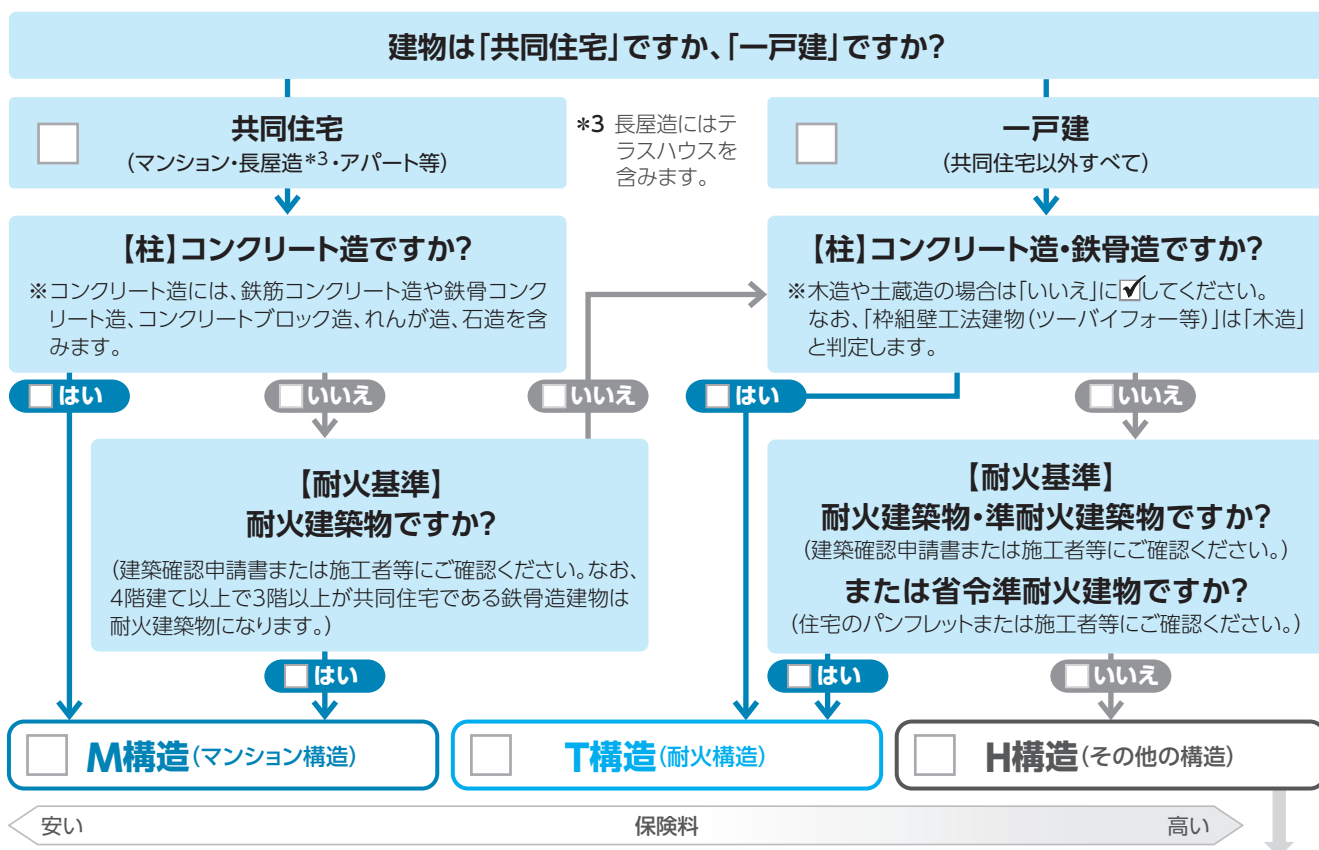 建物は「共同住宅」ですか、「一戸建」ですか?
共同住宅
(マンション・長屋造*3・アパート等)
*3 長屋造にはテ
ラスハウスを
含みます。
一戸建
(共同住宅以外すべて)
【柱】コンクリート造ですか?
※コンクリート造には、鉄筋コンクリート造や鉄骨コンク
リート造、コンクリートブロック造、れんが造、石造を含
みます。
【柱】コンクリート造・鉄骨造ですか?
※木造や土蔵造の場合は「いいえ」に✓してください。
なお、「枠組壁工法建物(ツーバイフォー等)」は「木造」
と判定します。
はい
いいえ
いいえ
はい
いいえ
【耐火基準】
耐火建築物ですか?
(建築確認申請書または施工者等にご確認ください。なお、
4階建て以上で3階以上が共同住宅である鉄骨造建物は
耐火建築物になります。)
【耐火基準】
耐火建築物・準耐火建築物ですか?
(建築確認申請書または施工者等にご確認ください。)
または省令準耐火建物ですか?
(住宅のパンフレットまたは施工者等にご確認ください。)
はい
はい
いいえ
M構造(マンション構造)
T構造(耐火構造)
H構造(その他の構造)
安い
保険料
高い